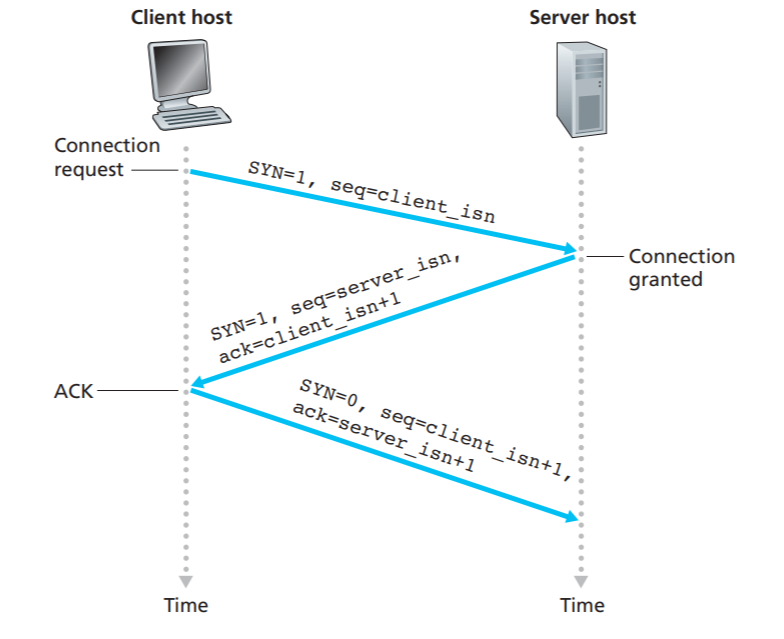 Client host
Server host
Connection
request
SYN=1, seq=client_isn
Connection
granted
SYN=1, seq=server_isn,
ack=client_isn+1
ACK
SYN=0, seq=client_isn+1,
ack=server_isn+1
Time
Time